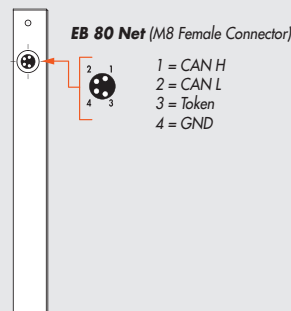 EB 80 Net (M8 Female Connector)
2 1
4 3
1 = CAN H
2 = CAN L
3 = Token
4 = GND